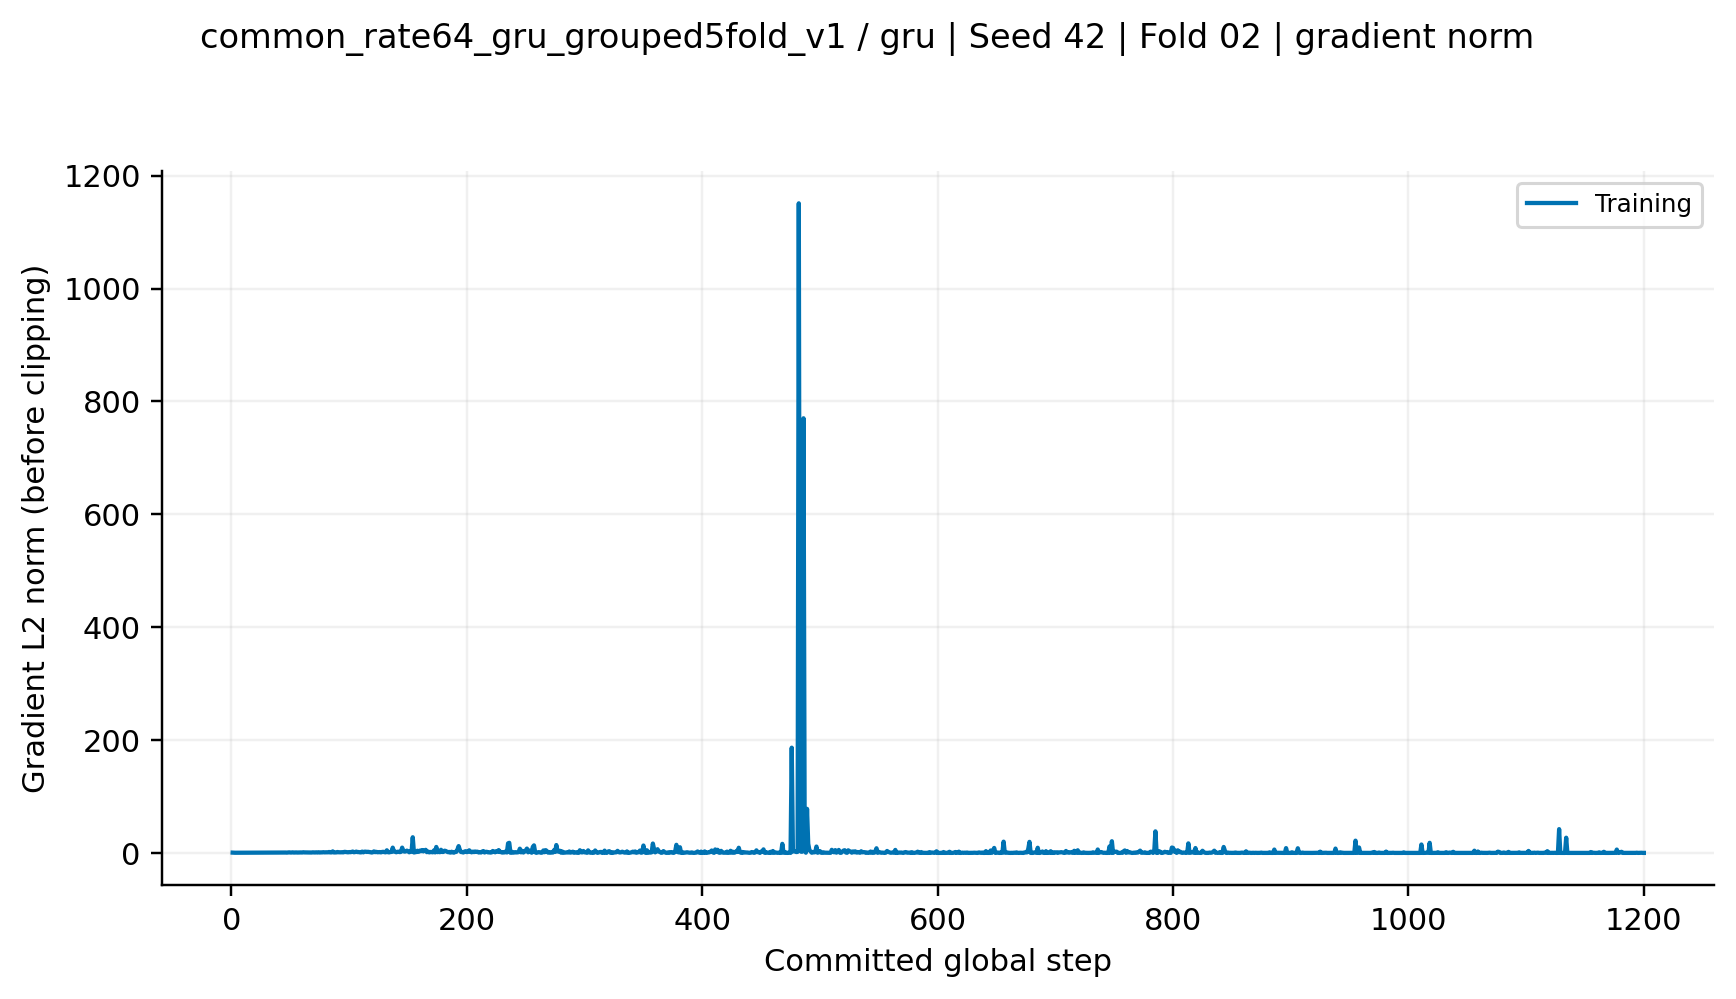 common_rate64_gru_grouped5fold_v1 / gru | Seed 42 | Fold 02 | gradient norm
Training
Gradient L2 norm (before clipping)
1200
1000
800
600
400
200
0
0 200 400 600 800 1000 1200
Committed global step